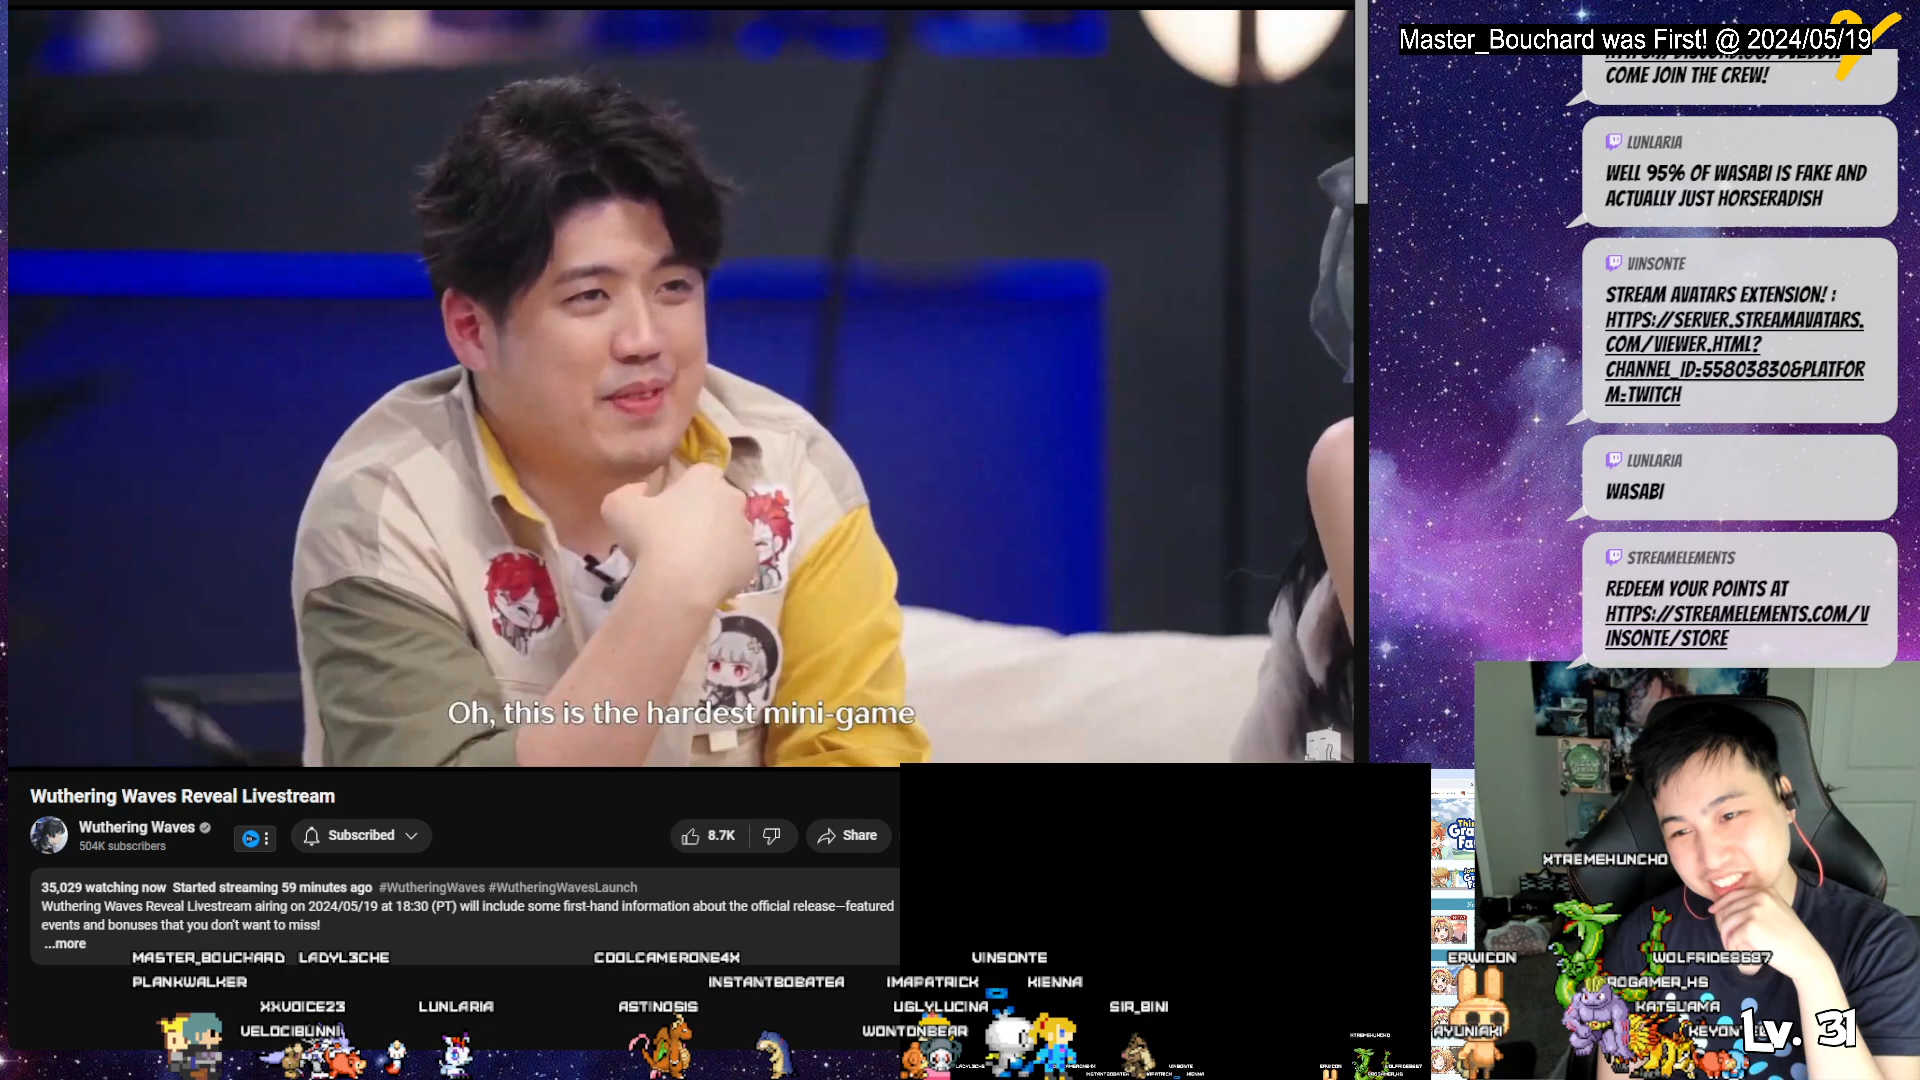 Master_Bouchard was First! @ 2024/05/19
COME JOIN THE CREW!
LUNLARIA
WELL 95% OF WASABI IS FAKE AND
ACTUALLY JUST HORSERADISH
VINSONTE
STREAM AVATARS EXTENSION! :
HTTPS://SERVER.STREAMAVATARS.
COM/VIEWER.HTML?
CHANNEL_ID=55803830&PLATFOR
M=TWITCH
LUNLARIA
WASABI
STREAMELEMENTS
REDEEM YOUR POINTS AT
HTTPS://STREAMELEMENTS.COM/V
INSONTE/STORE
Oh, this is the hardest mini-game
Wuthering Waves Reveal Livestream
Wuthering Waves
504K subscribers
Subscribed
8.7K
Share
35,029 watching now Started streaming 59 minutes ago #WutheringWaves #WutheringWavesLaunch
Wuthering Waves Reveal Livestream airing on 2024/05/19 at 18:30 (PT) will include some first-hand information about the official release—featured
events and bonuses that you don't want to miss!
...more
XTREMEHUNCHO
MASTER_BOUCHARD LADYL3CHE COOLCAMERON64X VINSONTE ERWICON WOLFRIDE8687
PLANKWALKER INSTANTBOBATEA IMAPATRICK KIENNA
XXVOICE23 LUNLARIA ASTINOSIS UGLYLUCINA SIR_BINI KATSUAMA
VELOCIBUNNI WONTONBEAR AYUNIAKI
Lv. 31